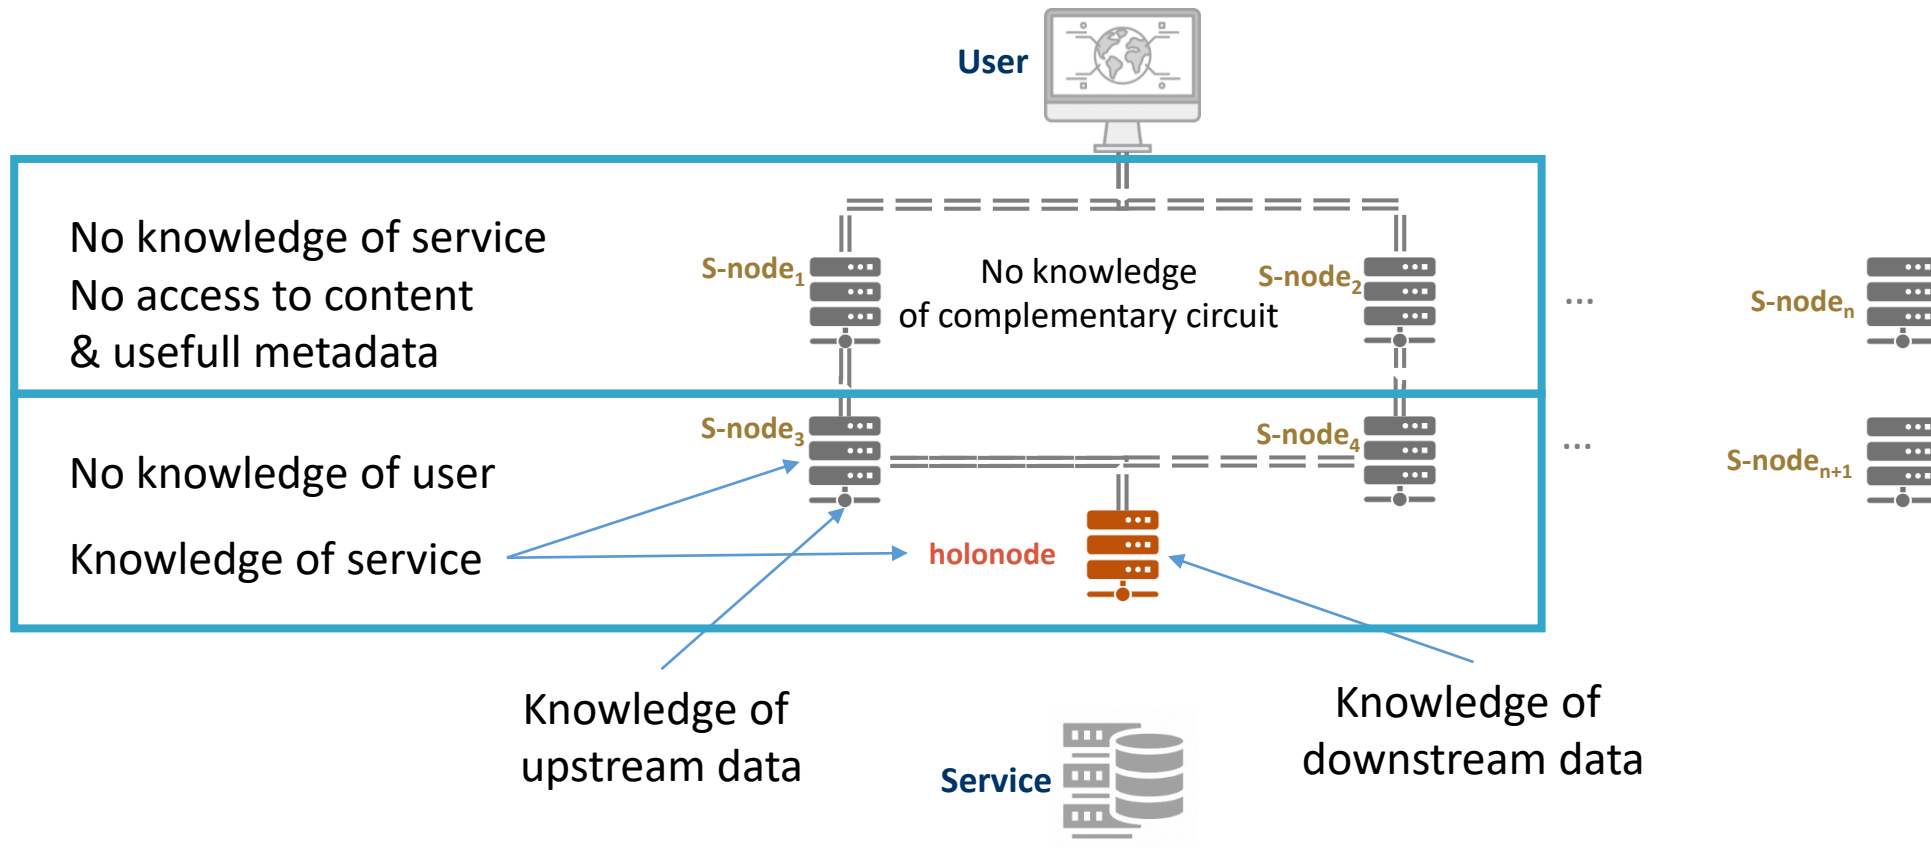 User
No knowledge of service
No access to content
& usefull metadata
S-node1
No knowledge
of complementary circuit
S-node2
...
S-noden
S-node3
S-node4
...
S-noden+1
No knowledge of user
Knowledge of service
holonode
Knowledge of
upstream data
Knowledge of
downstream data
Service